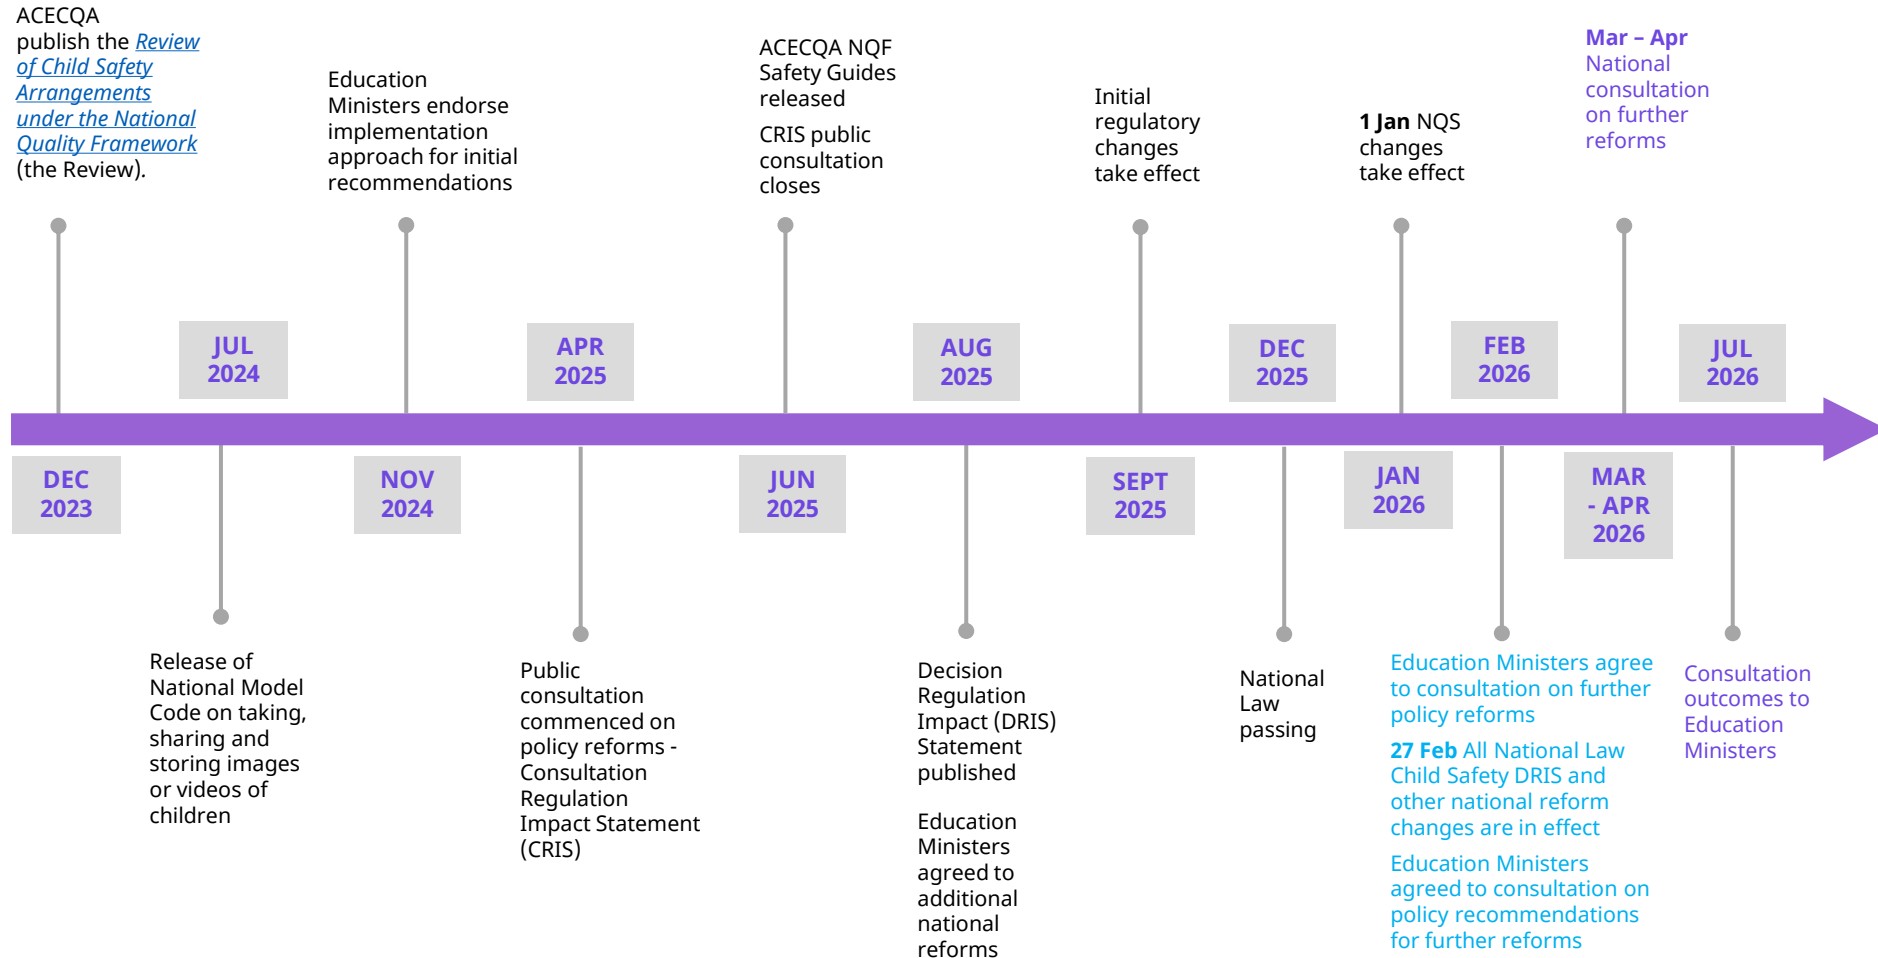 ACECQA
publish the Review
of Child Safety
Arrangements
under the National
Quality Framework
(the Review).
Education
Ministers endorse
implementation
approach for initial
recommendations
ACECQA NQF
Safety Guides
released
CRIS public
consultation
closes
Initial
regulatory
changes
take effect
1 Jan NQS
changes
take effect
Mar – Apr
National
consultation
on further
reforms
JUL
2024
APR
2025
AUG
2025
DEC
2025
FEB
2026
JUL
2026
DEC
2023
NOV
2024
JUN
2025
SEPT
2025
JAN
2026
MAR
- APR
2026
Release of
National Model
Code on taking,
sharing and
storing images
or videos of
children
Public
consultation
commenced on
policy reforms -
Consultation
Regulation
Impact Statement
(CRIS)
Decision
Regulation
Impact (DRIS)
Statement
published
Education
Ministers
agreed to
additional
national
reforms
National
Law
passing
Education Ministers agree
to consultation on further
policy reforms
27 Feb All National Law
Child Safety DRIS and
other national reform
changes are in effect
Education Ministers
agreed to consultation on
policy recommendations
for further reforms
Consultation
outcomes to
Education
Ministers